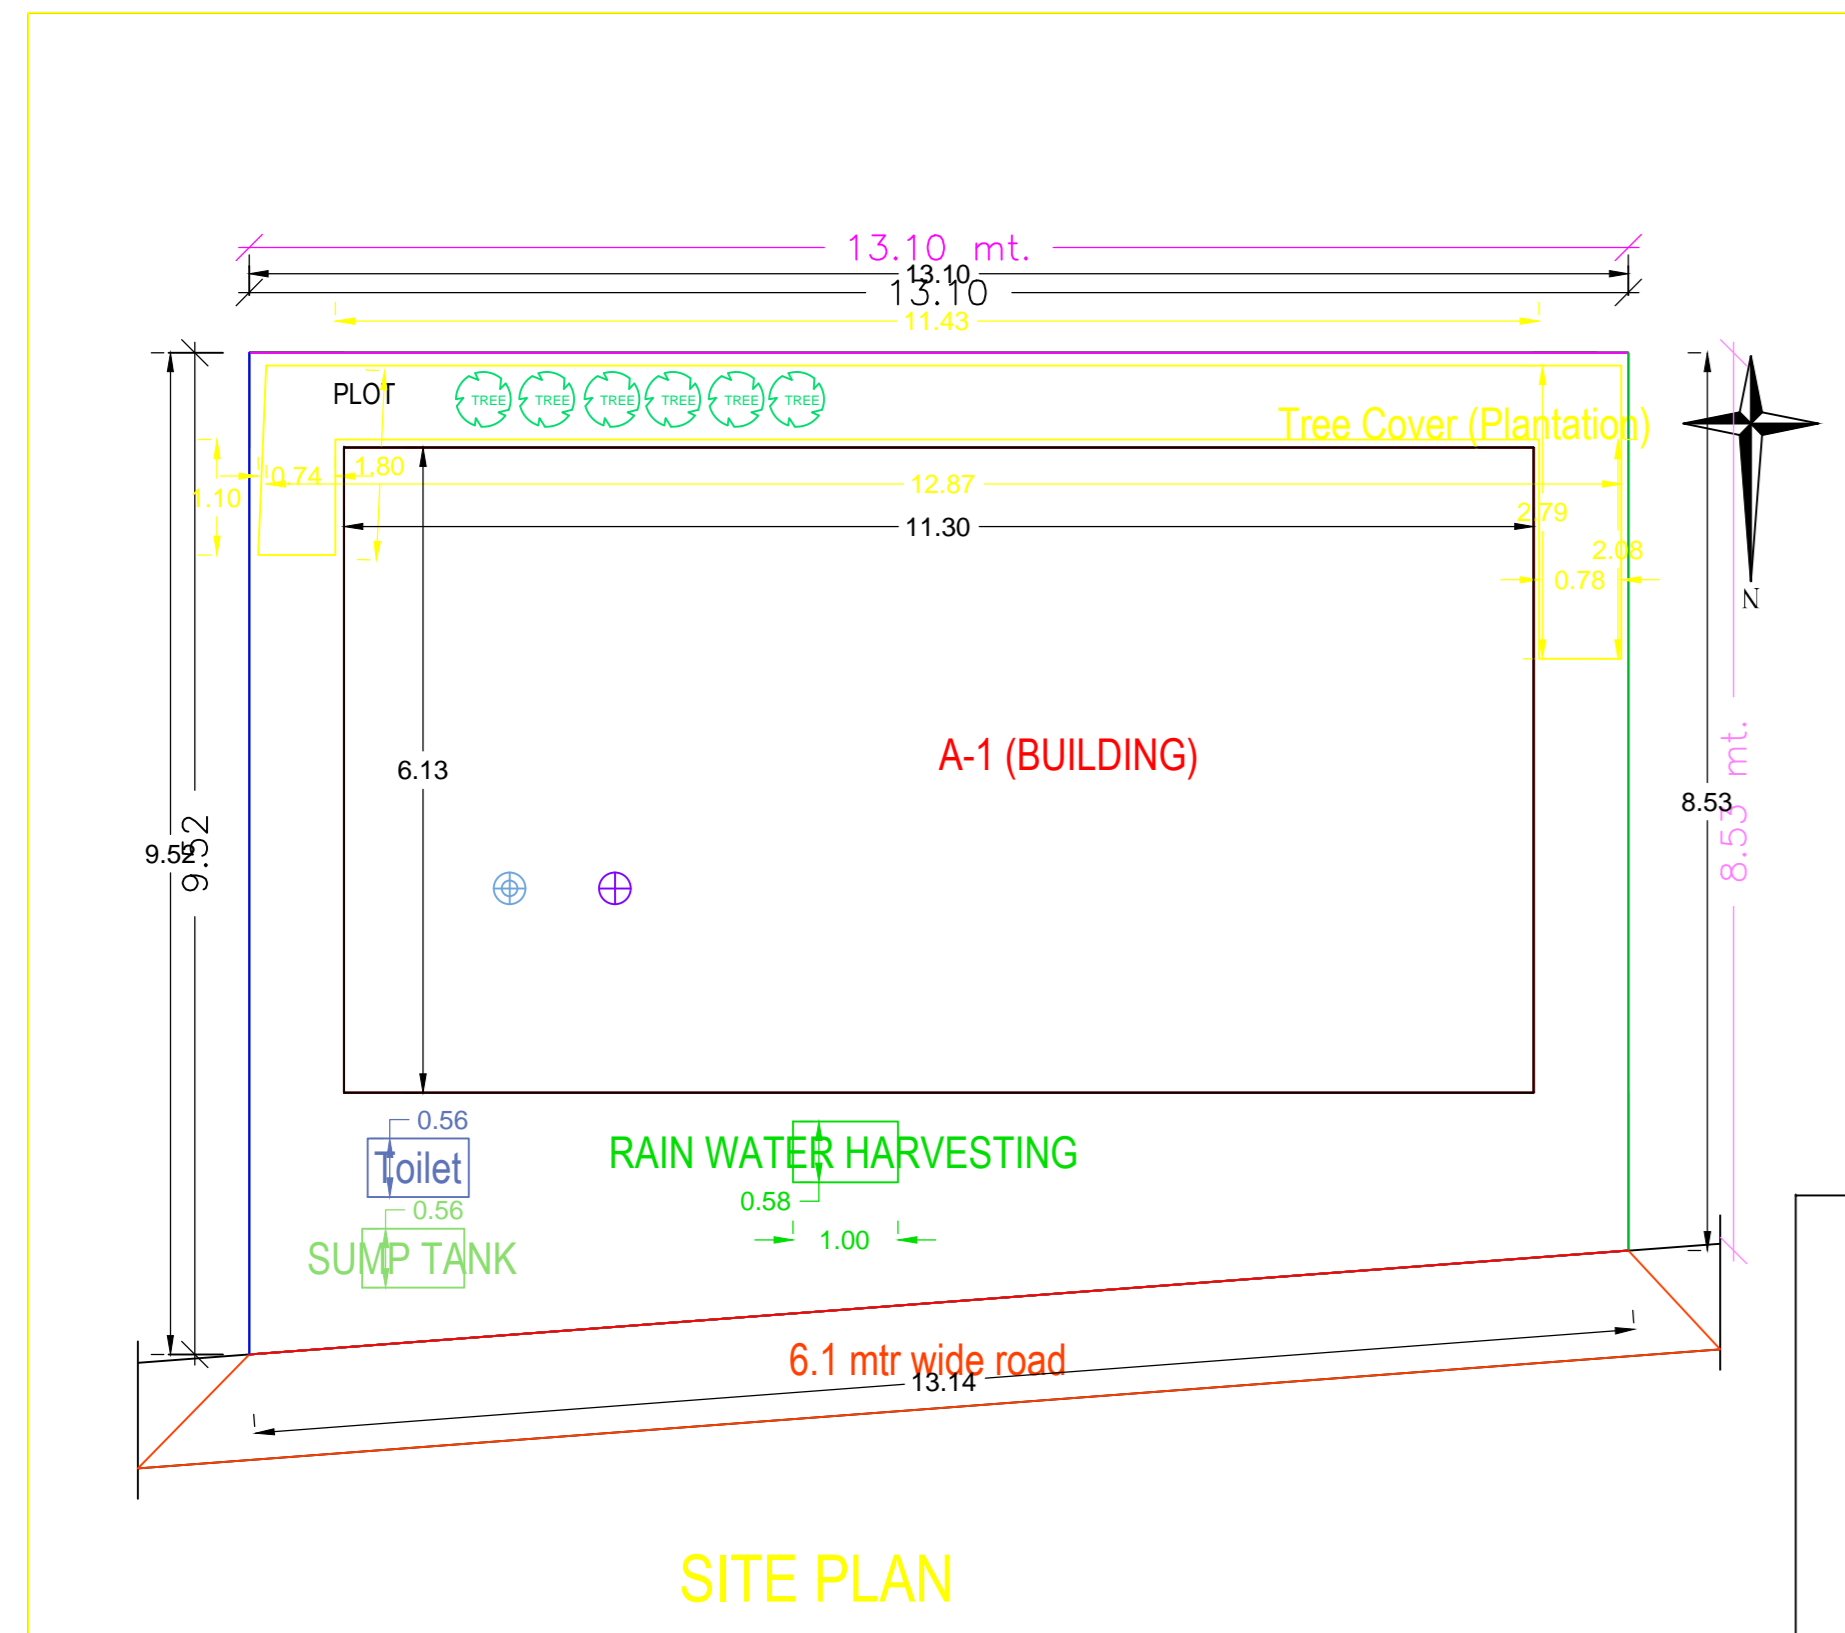 13.10 mt.
13.10
13.10
11.43
PLOT
TREE TREE TREE TREE TREE TREE
Tree Cover (Plantation)
1.80
0.74
12.87
1.10
2.79
11.30
2.08
0.78
N
A-1 (BUILDING)
6.13
8.53
8.53 mt.
9.52
9.52
0.56
Toilet
RAIN WATER HARVESTING
0.58
0.56
1.00
SUMP TANK
6.1 mtr wide road
13.14
SITE PLAN